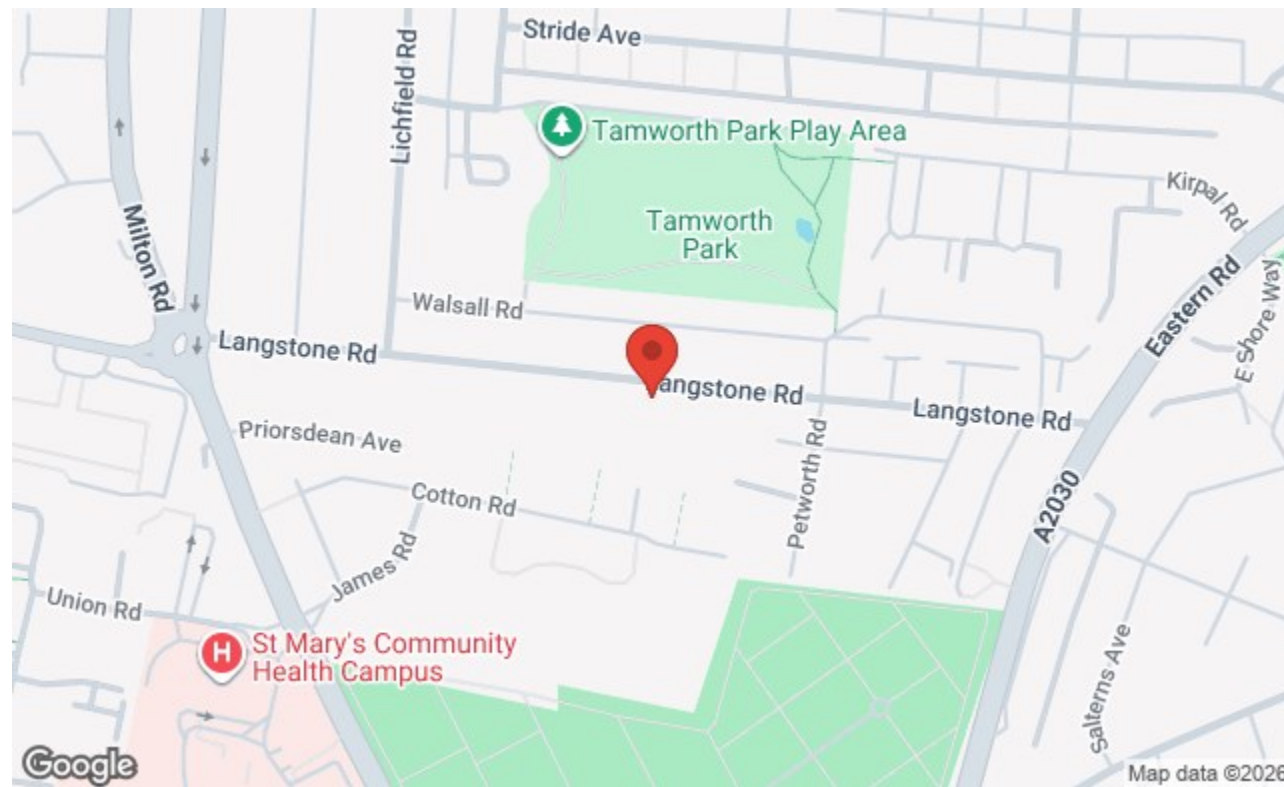 Stride Ave
Lichfield Rd
Tamworth Park Play Area
Kirpal Rd
Tamworth
Park
Milton Rd
Walsall Rd
Eastern Rd
E Shore Way
Langstone Rd
angstone Rd
Langstone Rd
Priorsdean Ave
Petworth Rd
Cotton Rd
A2030
James Rd
Union Rd
H
St Mary's Community
Health Campus
Salterns Ave
Google
Map data ©2026